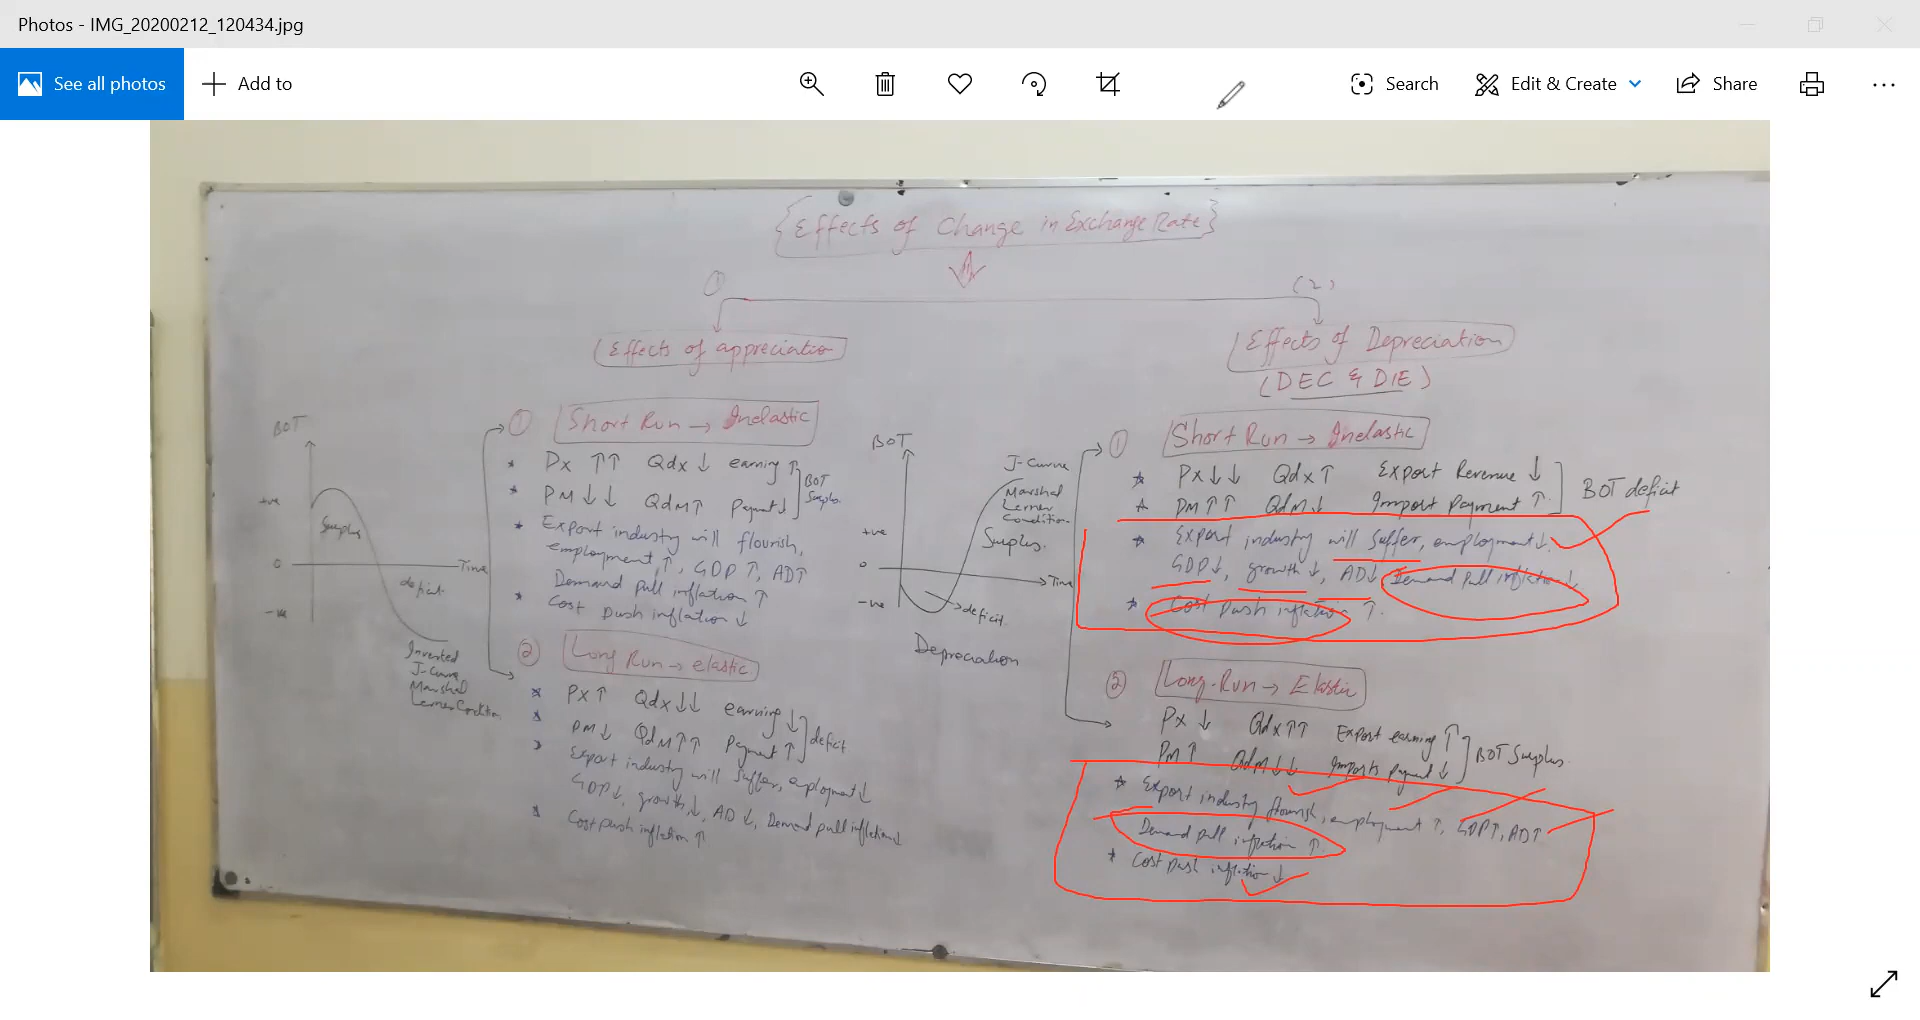 Photos - IMG_20200212_120434.jpg
See all photos
Add to
Search
Edit & Create
Share
{Effects of Change in Exchange Rate}
①
(2)
Effects of appreciation
Effects of Depreciation
(DEC & DIE)
BOT
+ve
0
-ve
Surplus
Time
deficit
Inverted
J-Curve
Marshal
Lerner Condition
① Short Run → Inelastic
* Px ↑↑ Qdx ↓ earning ↑
* PM ↓↓ QdM ↑ Payment ↓
BOT
Surplus
* Export industry will flourish,
employment ↑, GDP ↑, AD↑
Demand pull inflation ↑
* Cost push inflation ↓
② Long Run → elastic
* Px ↑ Qdx ↓↓ earning ↓
* PM ↓ QdM ↑↑ Payment ↑
deficit
Export industry will suffer, employment ↓
GDP↓, growth ↓, AD ↓, Demand pull inflation↓
* Cost push inflation ↑
BOT
+ve
0
-ve
J-Curve
Marshal
Lerner
Condition
Surplus.
Time
deficit.
Depreciation
① Short Run → Inelastic
* Px ↓↓ Qdx ↑ Export Revenue ↓
* PM ↑↑ QdM ↓ Import Payment ↑
BOT deficit
* Export industry will suffer, employment ↓.
GDP↓, growth ↓, AD↓ Demand pull inflation ↓
* Cost push inflation ↑.
② Long-Run → Elastic
Px ↓ Qdx ↑↑ Export earning ↑
PM ↑ QdM ↓↓ Imports payment ↓
BOT Surplus.
* Export industry flourish, employment ↑, GDP↑, AD↑
Demand pull inflation ↑.
* Cost push inflation ↓